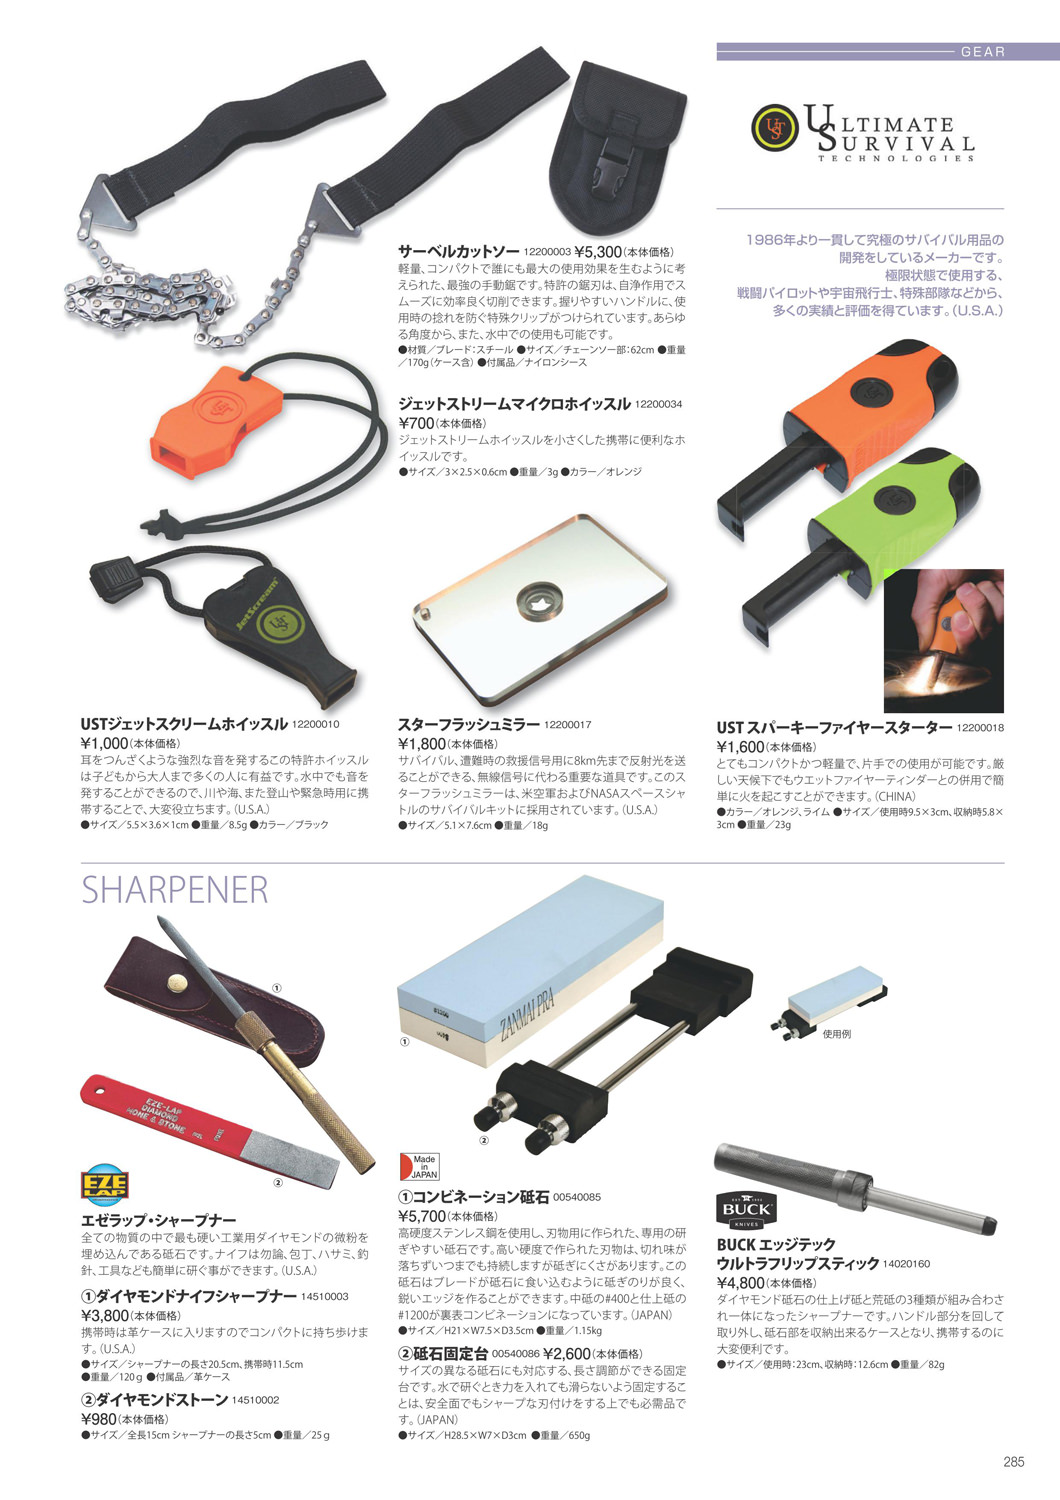 GEAR
UST
ULTIMATE
SURVIVAL
TECHNOLOGIES
1986年より一貫して究極のサバイバル用品の
開発をしているメーカーです。
極限状態で使用する、
戦闘パイロットや宇宙飛行士、特殊部隊などから、
多くの実績と評価を得ています。（U.S.A.）
サーベルカットソー 12200003 ¥5,300（本体価格）
軽量、コンパクトで誰にも最大の使用効果を生むように考
えられた、最強の手動鋸です。特許の鋸刃は、自浄作用でス
ムーズに効率良く切削できます。握りやすいハンドルに、使
用時の捻れを防ぐ特殊クリップがつけられています。あらゆ
る角度から、また、水中での使用も可能です。
●材質／ブレード：スチール ●サイズ／チェーンソー部：62cm ●重量
／170g（ケース含） ●付属品／ナイロンシース
ジェットストリームマイクロホイッスル 12200034
¥700（本体価格）
ジェットストリームホイッスルを小さくした携帯に便利なホ
イッスルです。
●サイズ／3×2.5×0.6cm ●重量／3g ●カラー／オレンジ
JetScream
USTジェットスクリームホイッスル 12200010
¥1,000（本体価格）
耳をつんざくような強烈な音を発するこの特許ホイッスル
は子どもから大人まで多くの人に有益です。水中でも音を
発することができるので、川や海、また登山や緊急時用に携
帯することで、大変役立ちます。（U.S.A.）
●サイズ／5.5×3.6×1cm ●重量／8.5g ●カラー／ブラック
スターフラッシュミラー 12200017
¥1,800（本体価格）
サバイバル、遭難時の救援信号用に8km先まで反射光を送
ることができる、無線信号に代わる重要な道具です。このス
ターフラッシュミラーは、米空軍およびNASAスペースシャ
トルのサバイバルキットに採用されています。（U.S.A.）
●サイズ／5.1×7.6cm ●重量／18g
UST スパーキーファイヤースターター 12200018
¥1,600（本体価格）
とてもコンパクトかつ軽量で、片手での使用が可能です。厳
しい天候下でもウエットファイヤーティンダーとの併用で簡
単に火を起こすことができます。（CHINA）
●カラー／オレンジ、ライム ●サイズ／使用時9.5×3cm、収納時5.8×
3cm ●重量／23g
SHARPENER
①
②
EZE-LAP
DIAMOND
HONE & STONE
EZE
LAP
エゼラップ・シャープナー
全ての物質の中で最も硬い工業用ダイヤモンドの微粉を
埋め込んである砥石です。ナイフは勿論、包丁、ハサミ、釣
針、工具なども簡単に研ぐ事ができます。（U.S.A.）
①ダイヤモンドナイフシャープナー 14510003
¥3,800（本体価格）
携帯時は革ケースに入りますのでコンパクトに持ち歩けま
す。（U.S.A.）
●サイズ／シャープナーの長さ20.5cm、携帯時11.5cm
●重量／120g ●付属品／革ケース
②ダイヤモンドストーン 14510002
¥980（本体価格）
●サイズ／全長15cm シャープナーの長さ5cm ●重量／25g
#1200
ZANMAI PRA
①
②
使用例
Made
in
JAPAN
①コンビネーション砥石 00540085
¥5,700（本体価格）
高硬度ステンレス鋼を使用し、刃物用に作られた、専用の研
ぎやすい砥石です。高い硬度で作られた刃物は、切れ味が
落ちずいつまでも持続しますが砥ぎにくさがあります。この
砥石はブレードが砥石に食い込むように砥ぎのりが良く、
鋭いエッジを作ることができます。中砥の#400と仕上砥の
#1200が裏表コンビネーションになっています。（JAPAN）
●サイズ／H21×W7.5×D3.5cm ●重量／1.15kg
②砥石固定台 00540086 ¥2,600（本体価格）
サイズの異なる砥石にも対応する、長さ調節ができる固定
台です。水で研ぐとき力を入れても滑らないよう固定するこ
とは、安全面でもシャープな刃付けをする上でも必需品で
す。（JAPAN）
●サイズ／H28.5×W7×D3cm ●重量／650g
BUCK
KNIVES
BUCK エッジテック
ウルトラフリップスティック 14020160
¥4,800（本体価格）
ダイヤモンド砥石の仕上げ砥と荒砥の3種類が組み合わさ
れ一体になったシャープナーです。ハンドル部分を回して
取り外し、砥石部を収納出来るケースとなり、携帯するのに
大変便利です。
●サイズ／使用時：23cm、収納時：12.6cm ●重量／82g
285